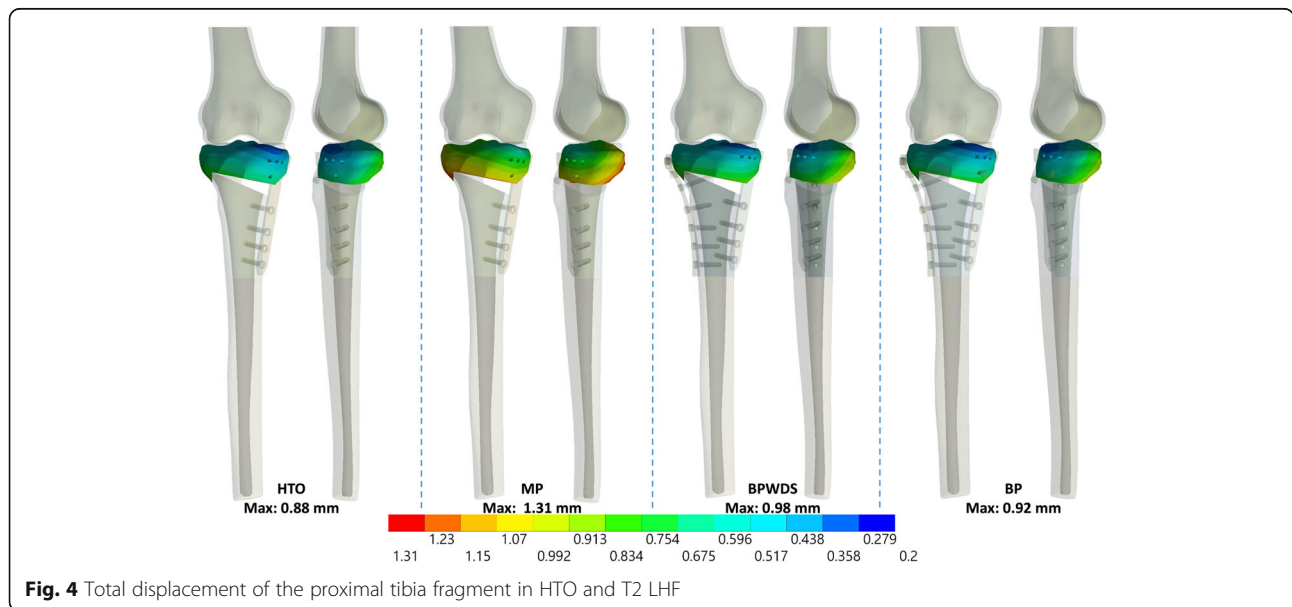 HTO MP BPWDS BP
Max: 0.88 mm Max: 1.31 mm Max: 0.98 mm Max: 0.92 mm
1.23 1.07 0.913 0.754 0.596 0.438 0.279
1.31 1.15 0.992 0.834 0.675 0.517 0.358 0.2
Fig. 4 Total displacement of the proximal tibia fragment in HTO and T2 LHF